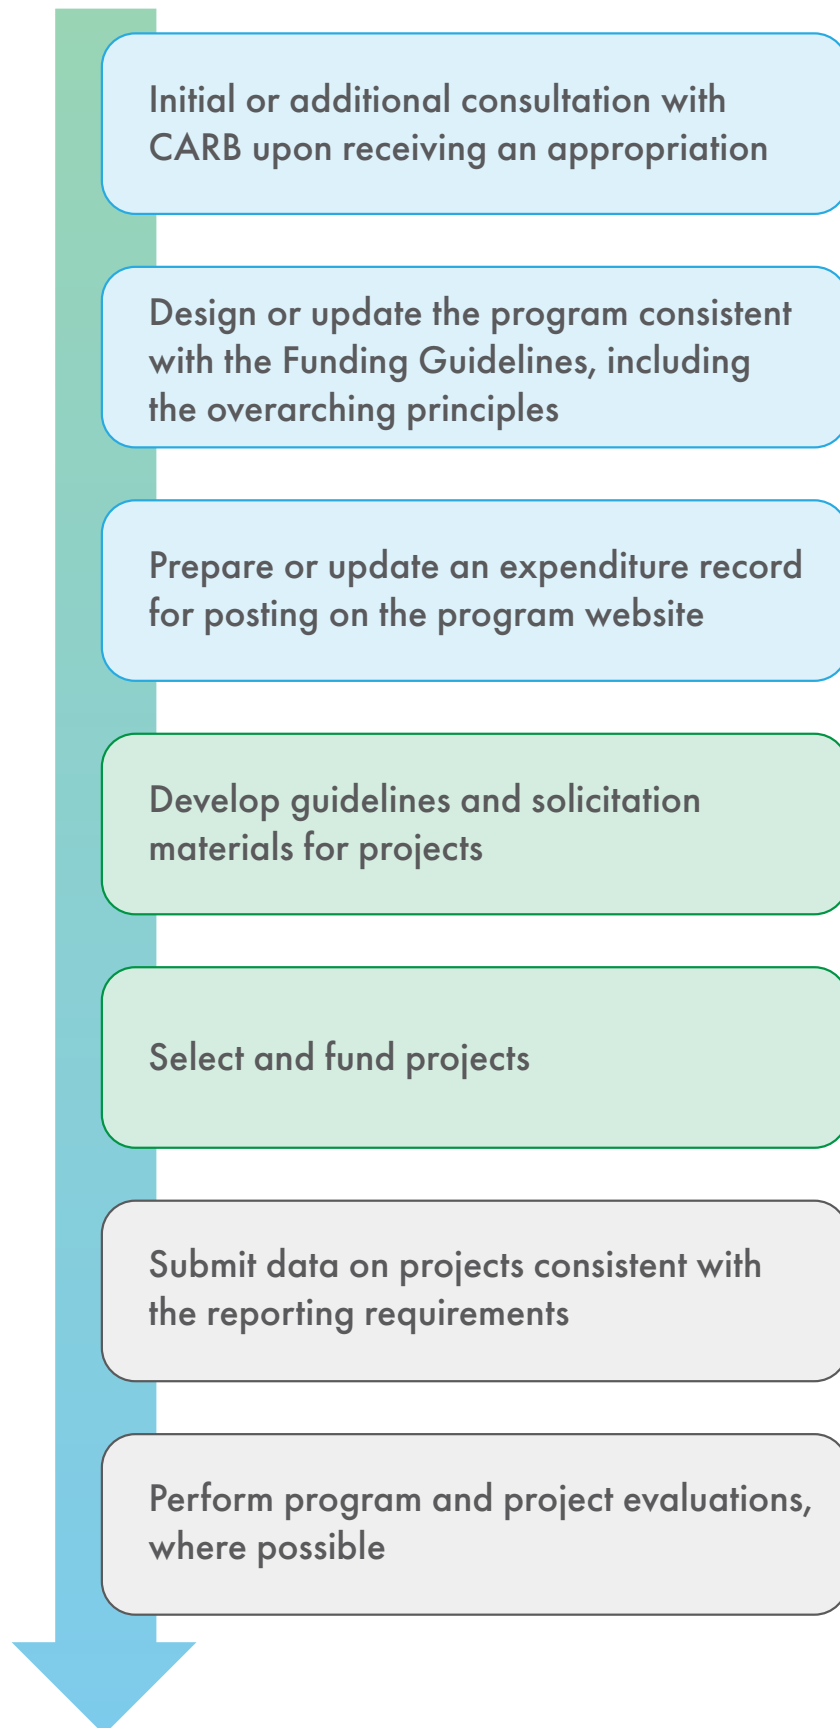 Initial or additional consultation with
CARB upon receiving an appropriation
Design or update the program consistent
with the Funding Guidelines, including
the overarching principles
Prepare or update an expenditure record
for posting on the program website
Develop guidelines and solicitation
materials for projects
Select and fund projects
Submit data on projects consistent with
the reporting requirements
Perform program and project evaluations,
where possible